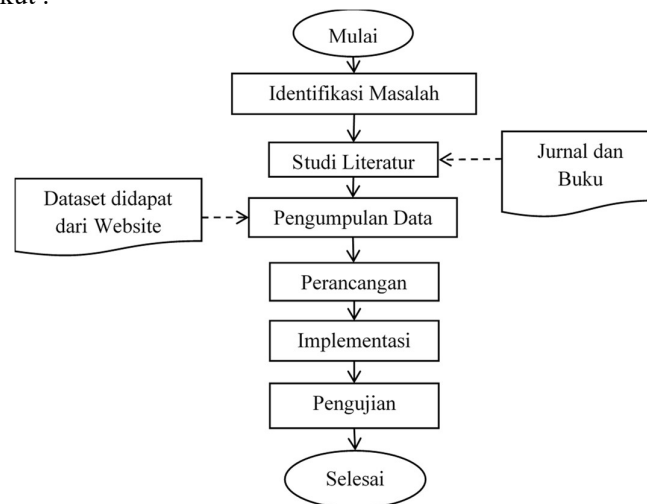 kut :
Mulai
Identifikasi Masalah
Studi Literatur
Jurnal dan
Buku
Dataset didapat
dari Website
Pengumpulan Data
Perancangan
Implementasi
Pengujian
Selesai